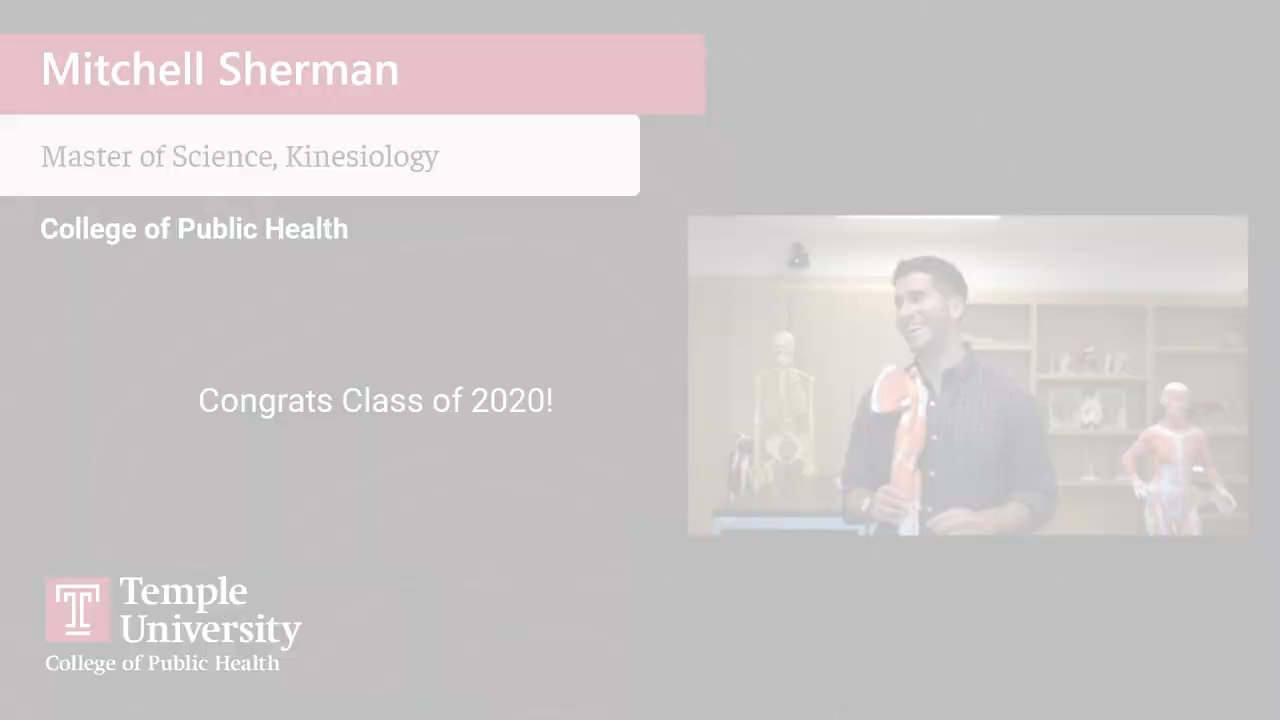 Mitchell Sherman
Master of Science, Kinesiology
College of Public Health
Congrats Class of 2020!
Temple
University
College of Public Health